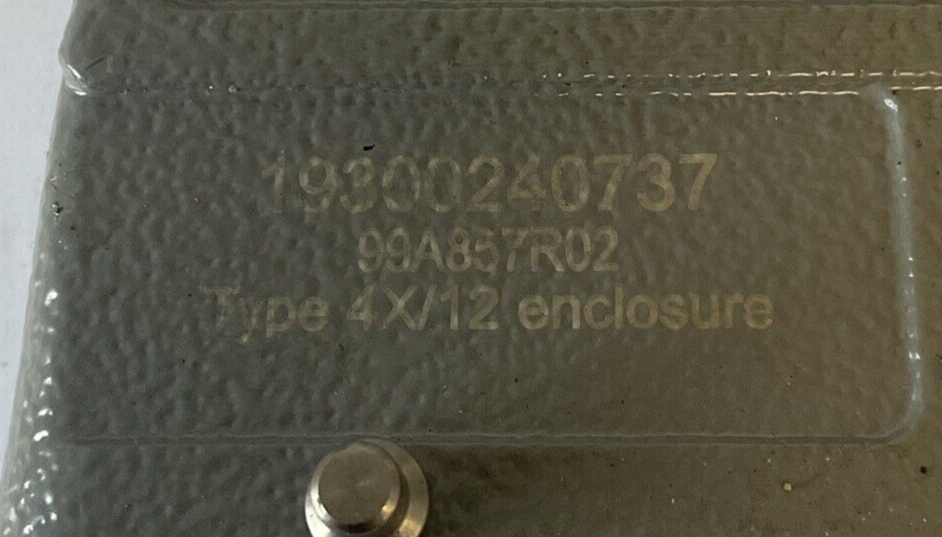 19300240737
99A857R02
Type 4X/12 enclosure